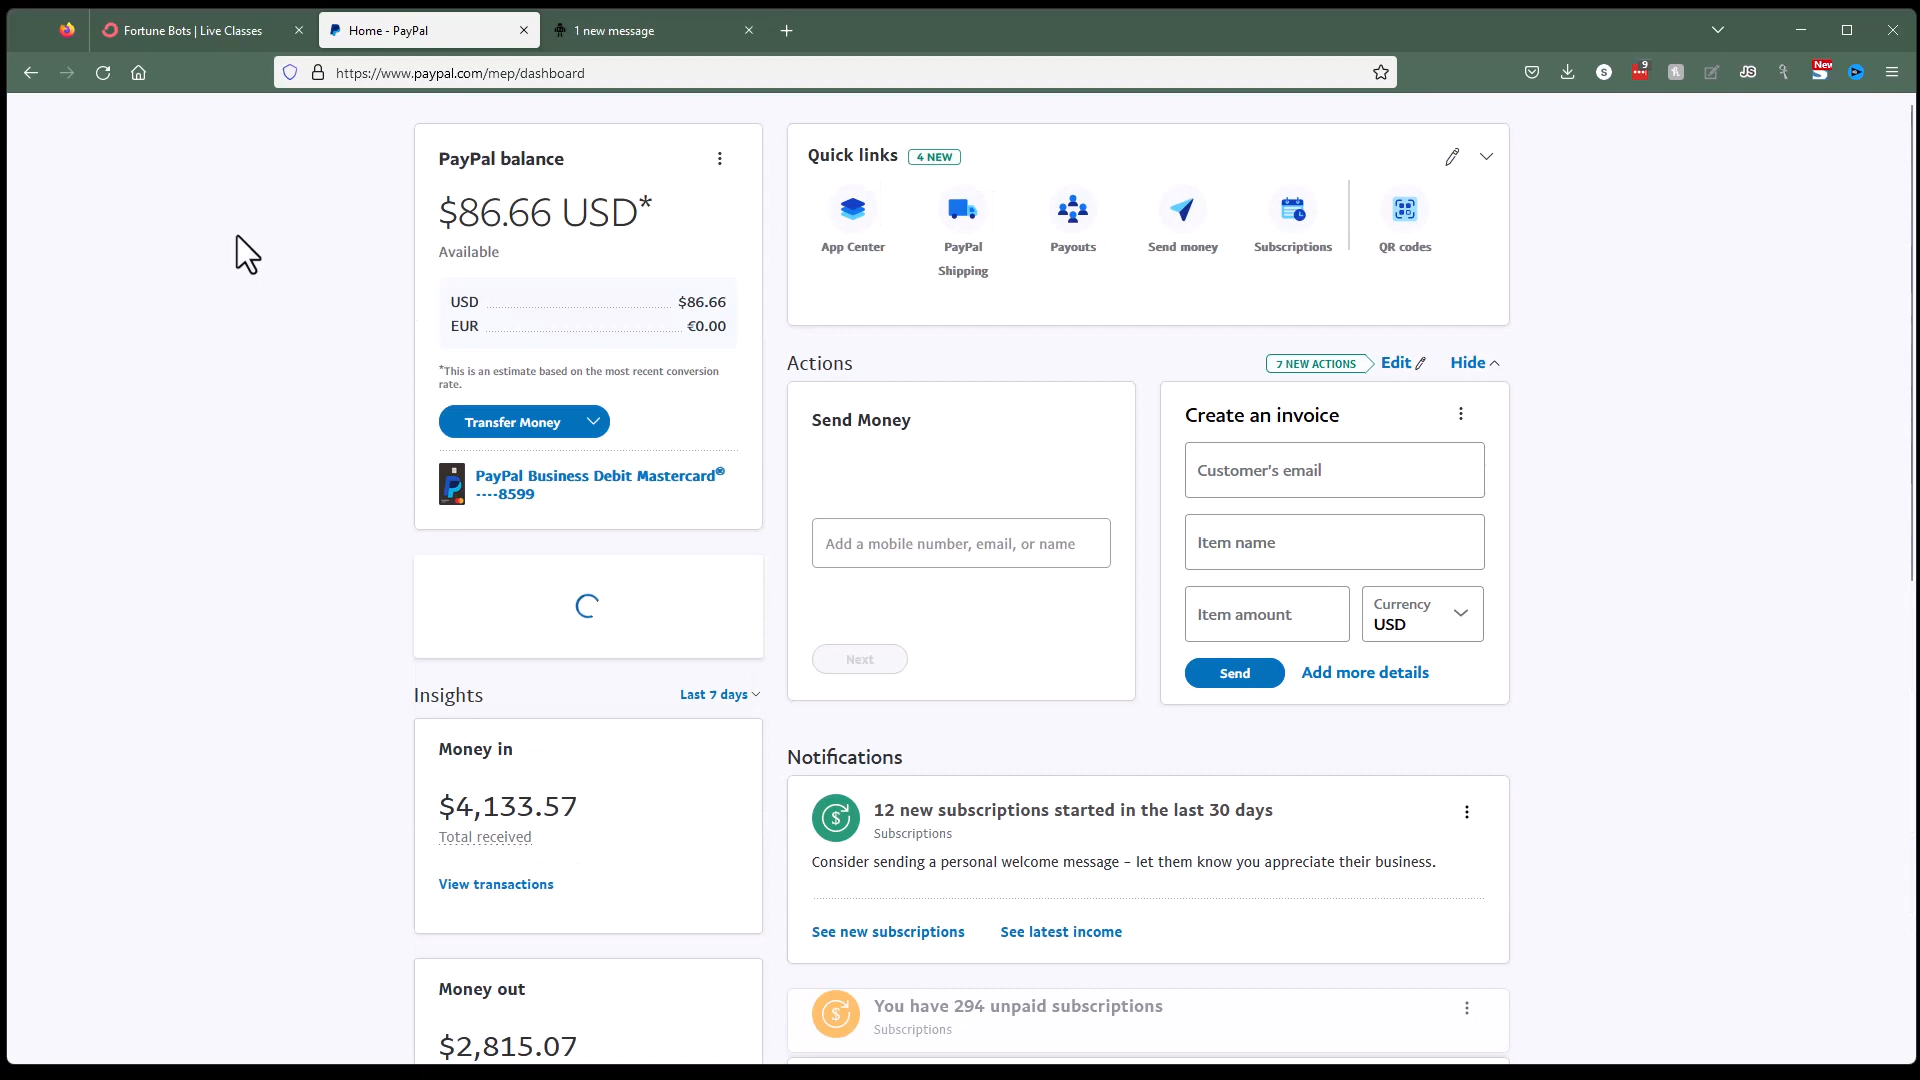 Fortune Bots | Live Classes
Home - PayPal
1 new message
https://www.paypal.com/mep/dashboard
S
9
JS
New
PayPal balance
$86.66 USD*
Available
USD $86.66
EUR €0.00
*This is an estimate based on the most recent conversion
rate.
Transfer Money
PayPal Business Debit Mastercard®
----8599
Insights
Last 7 days
Money in
$4,133.57
Total received
View transactions
Money out
$2,815.07
Quick links 4 NEW
App Center
PayPal
Shipping
Payouts
Send money
Subscriptions
QR codes
Actions
7 NEW ACTIONS
Edit
Hide
Send Money
Add a mobile number, email, or name
Next
Create an invoice
Customer's email
Item name
Item amount
Currency
USD
Send
Add more details
Notifications
12 new subscriptions started in the last 30 days
Subscriptions
Consider sending a personal welcome message – let them know you appreciate their business.
See new subscriptions
See latest income
You have 294 unpaid subscriptions
Subscriptions